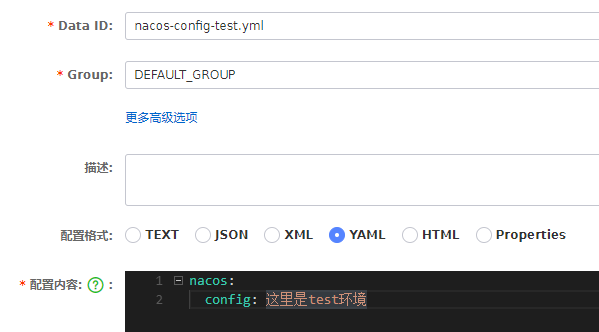 * Data ID: nacos-config-test.yml
* Group: DEFAULT_GROUP
更多高级选项
描述:
配置格式: TEXT JSON XML YAML HTML Properties
* 配置内容: ? :
1 nacos:
2 config: 这里是test环境